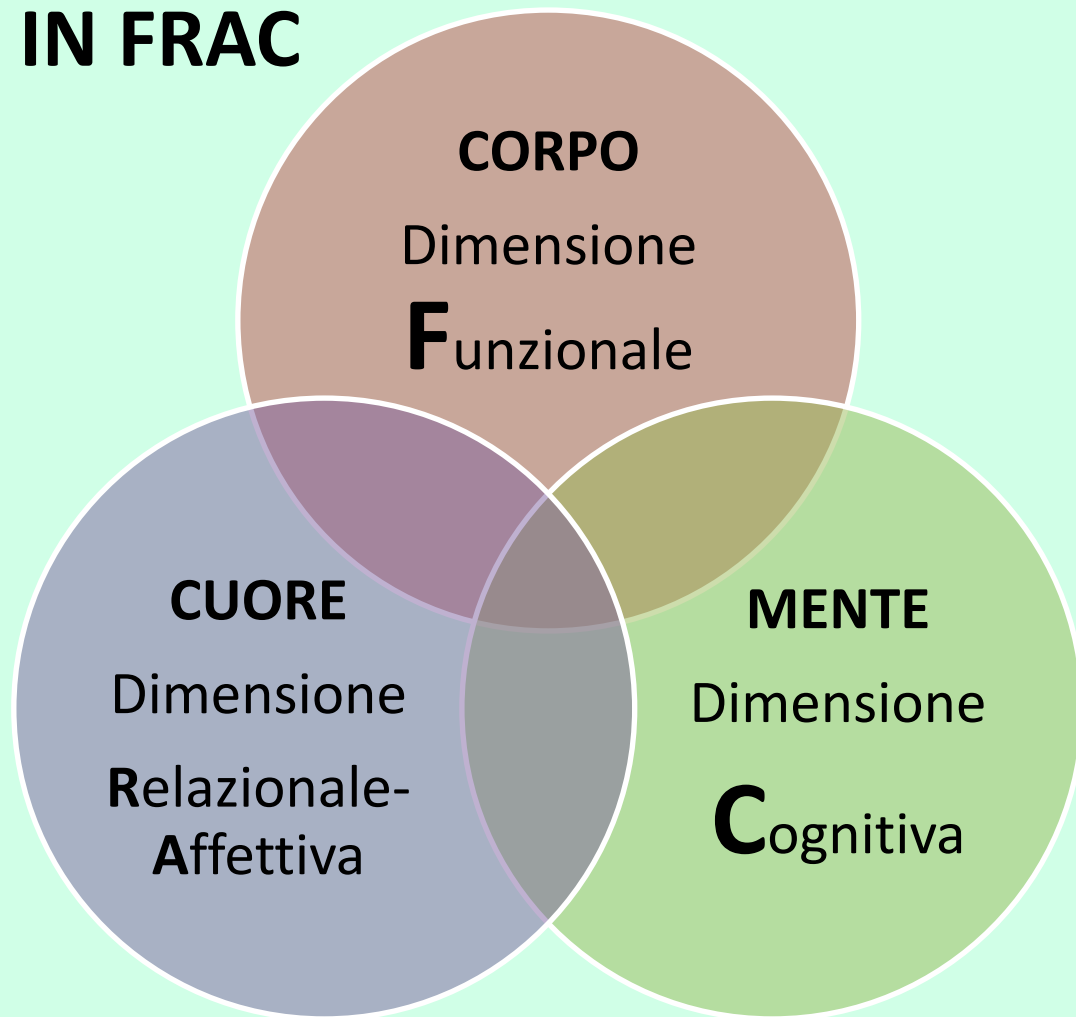 IN FRAC
CORPO
Dimensione
Funzionale
CUORE
Dimensione
Relazionale-
Affettiva
MENTE
Dimensione
Cognitiva